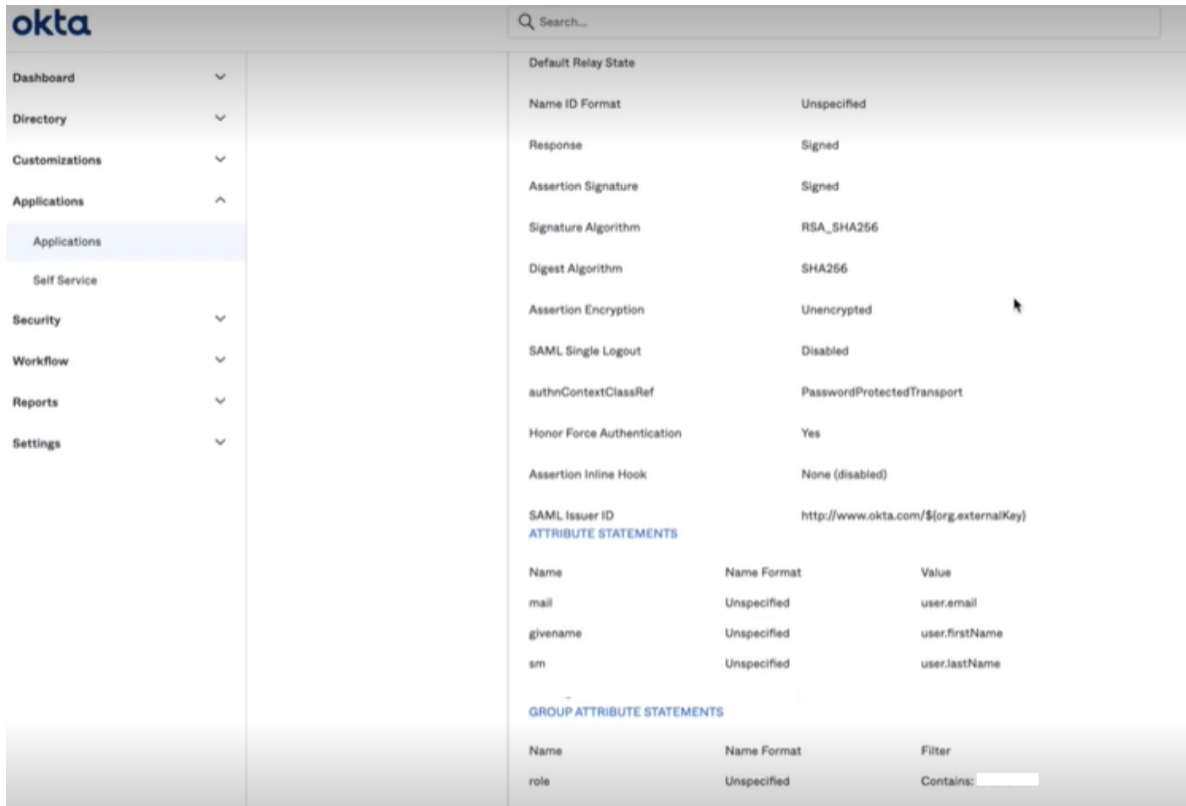 okta
Search...
Dashboard
Directory
Customizations
Applications
Applications
Self Service
Security
Workflow
Reports
Settings
Default Relay State
Name ID Format Unspecified
Response Signed
Assertion Signature Signed
Signature Algorithm RSA_SHA256
Digest Algorithm SHA256
Assertion Encryption Unencrypted
SAML Single Logout Disabled
authnContextClassRef PasswordProtectedTransport
Honor Force Authentication Yes
Assertion Inline Hook None (disabled)
SAML Issuer ID http://www.okta.com/${org.externalKey}
ATTRIBUTE STATEMENTS
Name Name Format Value
mail Unspecified user.email
givename Unspecified user.firstName
sm Unspecified user.lastName
GROUP ATTRIBUTE STATEMENTS
Name Name Format Filter
role Unspecified Contains: